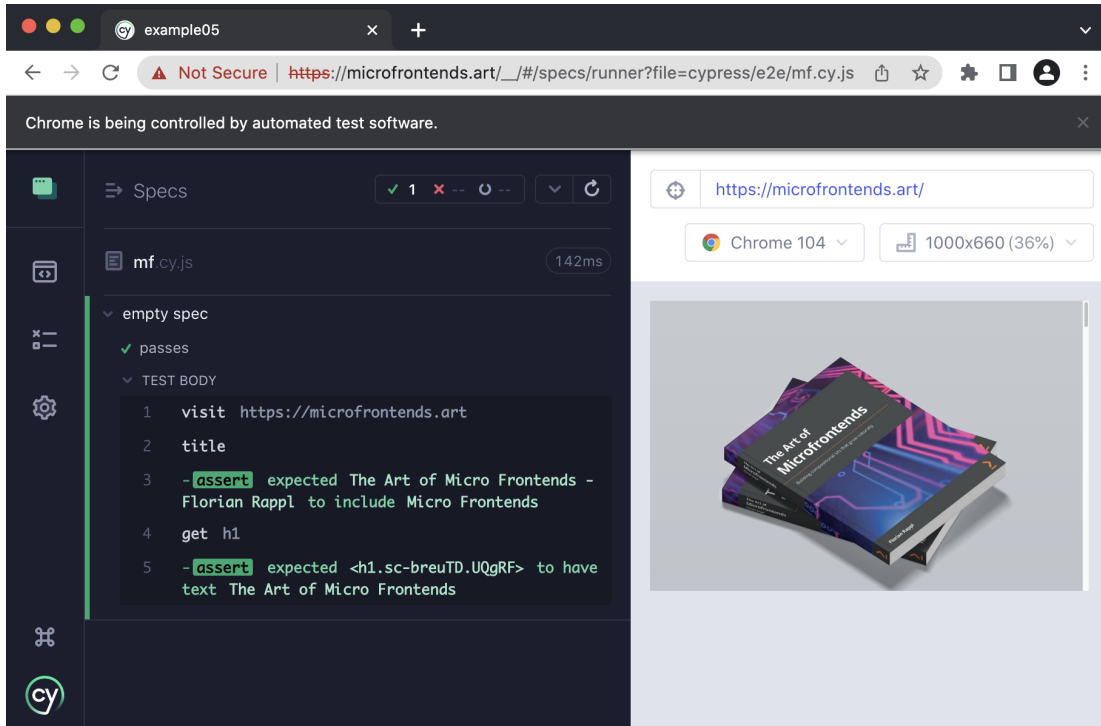 example05
Not Secure https://microfrontends.art/__/#/specs/runner?file=cypress/e2e/mf.cy.js
Chrome is being controlled by automated test software.
Specs
1 -- --
mf.cy.js
142ms
empty spec
passes
TEST BODY
1 visit https://microfrontends.art
2 title
3 -assert expected The Art of Micro Frontends -
Florian Rappl to include Micro Frontends
4 get h1
5 -assert expected <h1.sc-breuTD.UQgRF> to have
text The Art of Micro Frontends
cy
https://microfrontends.art/
Chrome 104
1000x660 (36%)
The Art of
Microfrontends
Florian Rappl